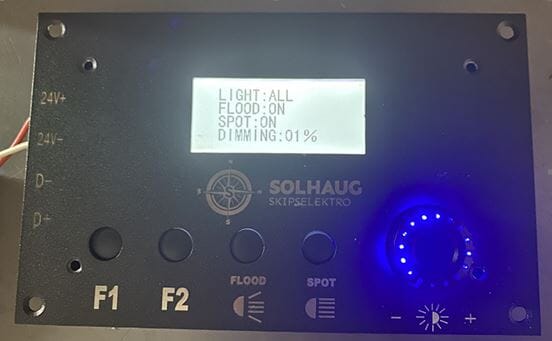 LIGHT:ALL
FLOOD:ON
SPOT:ON
DIMMING:01%
24V+
24V-
D-
D+
SOLHAUG
SKIPSELEKTRO
N
S
S
F1
F2
FLOOD
SPOT
- +